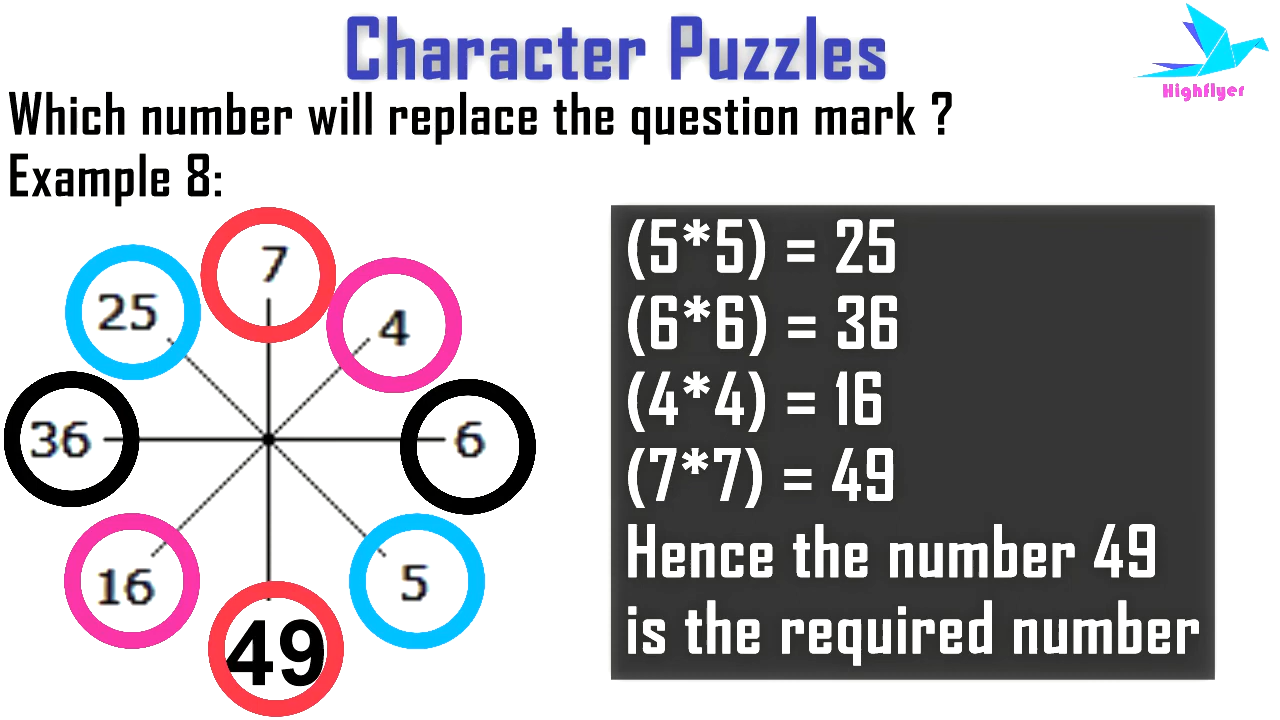 Character Puzzles
Highflyer
Which number will replace the question mark ?
Example 8:
7
25
4
36
6
16
5
49
(5*5) = 25
(6*6) = 36
(4*4) = 16
(7*7) = 49
Hence the number 49
is the required number